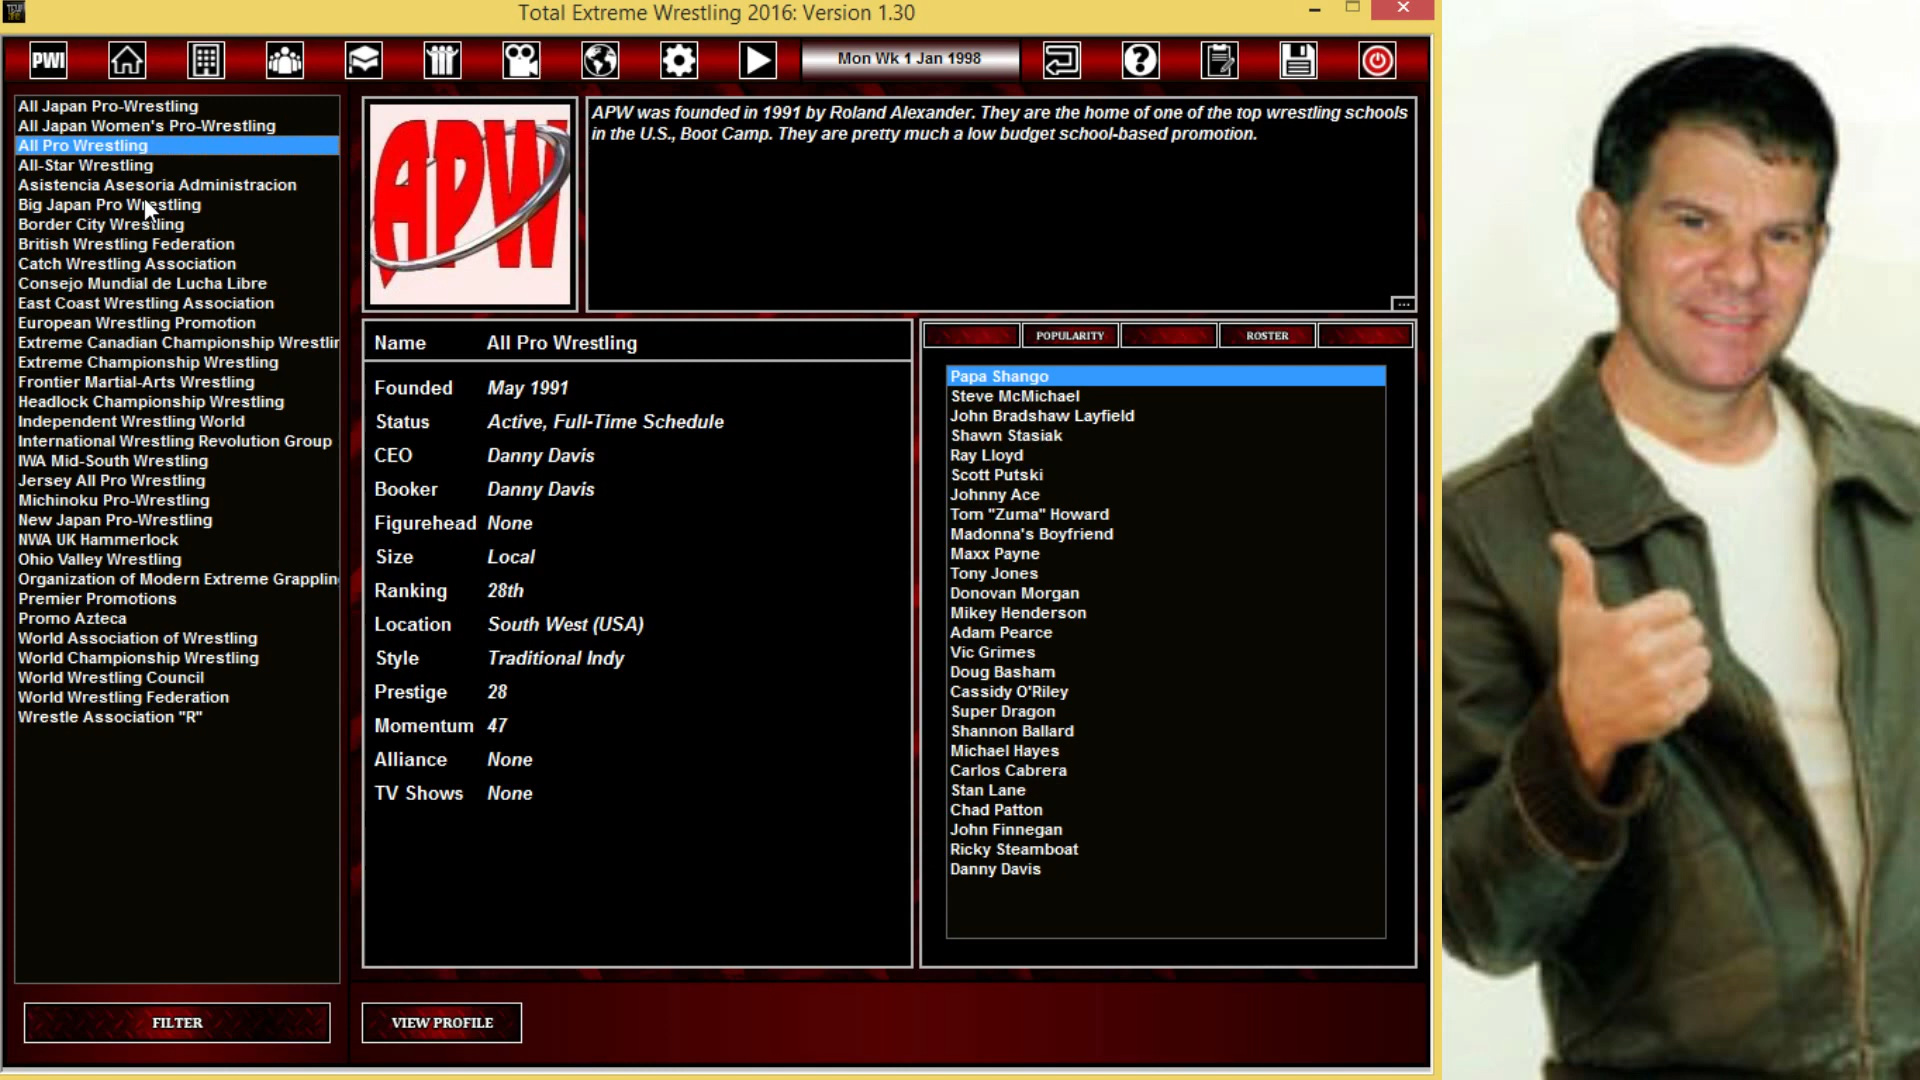 Total Extreme Wrestling 2016: Version 1.30
PWI
Mon Wk 1 Jan 1998
All Japan Pro-Wrestling
All Japan Women's Pro-Wrestling
All Pro Wrestling
All-Star Wrestling
Asistencia Asesoria Administracion
Big Japan Pro Wrestling
Border City Wrestling
British Wrestling Federation
Catch Wrestling Association
Consejo Mundial de Lucha Libre
East Coast Wrestling Association
European Wrestling Promotion
Extreme Canadian Championship Wrestlin
Extreme Championship Wrestling
Frontier Martial-Arts Wrestling
Headlock Championship Wrestling
Independent Wrestling World
International Wrestling Revolution Group
IWA Mid-South Wrestling
Jersey All Pro Wrestling
Michinoku Pro-Wrestling
New Japan Pro-Wrestling
NWA UK Hammerlock
Ohio Valley Wrestling
Organization of Modern Extreme Grappling
Premier Promotions
Promo Azteca
World Association of Wrestling
World Championship Wrestling
World Wrestling Council
World Wrestling Federation
Wrestle Association "R"
FILTER
APW
APW was founded in 1991 by Roland Alexander. They are the home of one of the top wrestling schools
in the U.S., Boot Camp. They are pretty much a low budget school-based promotion.
...
Name All Pro Wrestling
Founded May 1991
Status Active, Full-Time Schedule
CEO Danny Davis
Booker Danny Davis
Figurehead None
Size Local
Ranking 28th
Location South West (USA)
Style Traditional Indy
Prestige 28
Momentum 47
Alliance None
TV Shows None
VIEW PROFILE
POPULARITY
ROSTER
Papa Shango
Steve McMichael
John Bradshaw Layfield
Shawn Stasiak
Ray Lloyd
Scott Putski
Johnny Ace
Tom "Zuma" Howard
Madonna's Boyfriend
Maxx Payne
Tony Jones
Donovan Morgan
Mikey Henderson
Adam Pearce
Vic Grimes
Doug Basham
Cassidy O'Riley
Super Dragon
Shannon Ballard
Michael Hayes
Carlos Cabrera
Stan Lane
Chad Patton
John Finnegan
Ricky Steamboat
Danny Davis